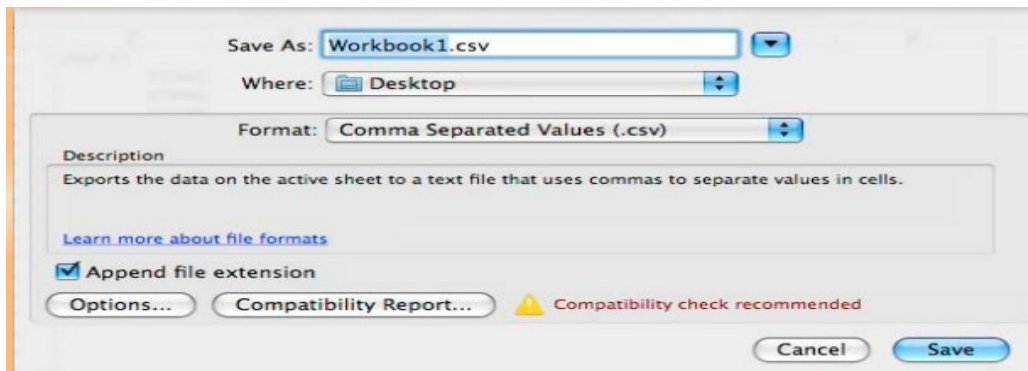 Save As: Workbook1.csv
Where: Desktop
Format: Comma Separated Values (.csv)
Description
Exports the data on the active sheet to a text file that uses commas to separate values in cells.
Learn more about file formats
Append file extension
Options... Compatibility Report... Compatibility check recommended
Cancel Save